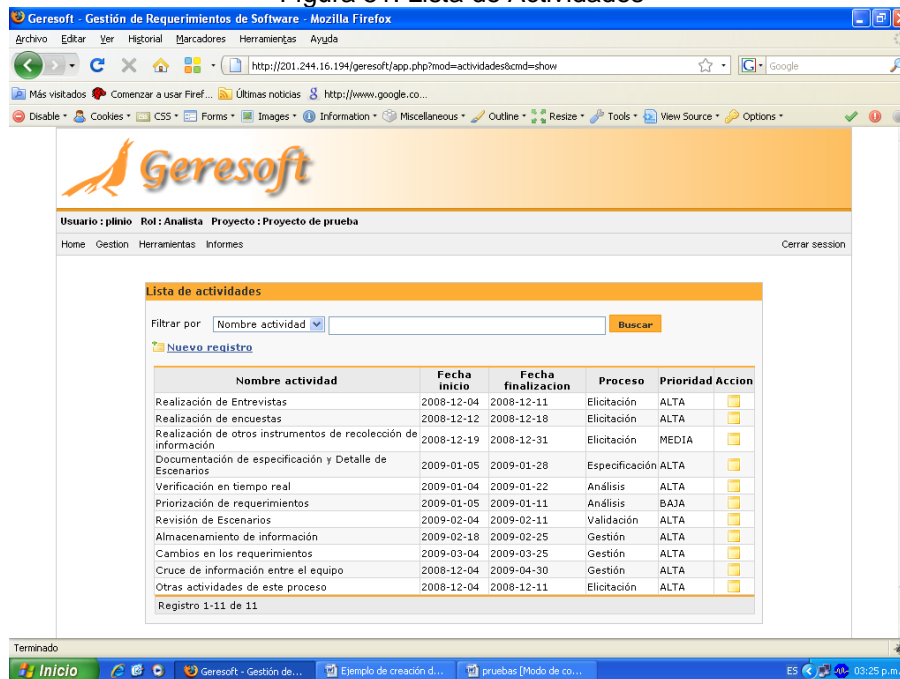 Figura 31. Lista de Actividades
Geresoft - Gestión de Requerimientos de Software - Mozilla Firefox
Archivo Editar Ver Historial Marcadores Herramientas Ayuda
http://201.244.16.194/geresoft/app.php?mod=actividades&cmd=show
G Google
Más visitados Comenzar a usar Firef... Últimas noticias http://www.google.co...
Disable Cookies CSS Forms Images Information Miscellaneous Outline Resize Tools View Source Options
Geresoft
Usuario : plinio Rol : Analista Proyecto : Proyecto de prueba
Home Gestion Herramientas Informes Cerrar session
Lista de actividades
Filtrar por Nombre actividad Buscar
Nuevo registro
Nombre actividad Fecha inicio Fecha finalizacion Proceso Prioridad Accion
Realización de Entrevistas 2008-12-04 2008-12-11 Elicitación ALTA
Realización de encuestas 2008-12-12 2008-12-18 Elicitación ALTA
Realización de otros instrumentos de recolección de información 2008-12-19 2008-12-31 Elicitación MEDIA
Documentación de especificación y Detalle de Escenarios 2009-01-05 2009-01-28 Especificación ALTA
Verificación en tiempo real 2009-01-04 2009-01-22 Análisis ALTA
Priorización de requerimientos 2009-01-05 2009-01-11 Análisis BAJA
Revisión de Escenarios 2009-02-04 2009-02-11 Validación ALTA
Almacenamiento de información 2009-02-18 2009-02-25 Gestión ALTA
Cambios en los requerimientos 2009-03-04 2009-03-25 Gestión ALTA
Cruce de información entre el equipo 2008-12-04 2009-04-30 Gestión ALTA
Otras actividades de este proceso 2008-12-04 2008-12-11 Elicitación ALTA
Registro 1-11 de 11
Terminado
Inicio Geresoft - Gestión de... Ejemplo de creación d... pruebas [Modo de co... ES 03:25 p.m.